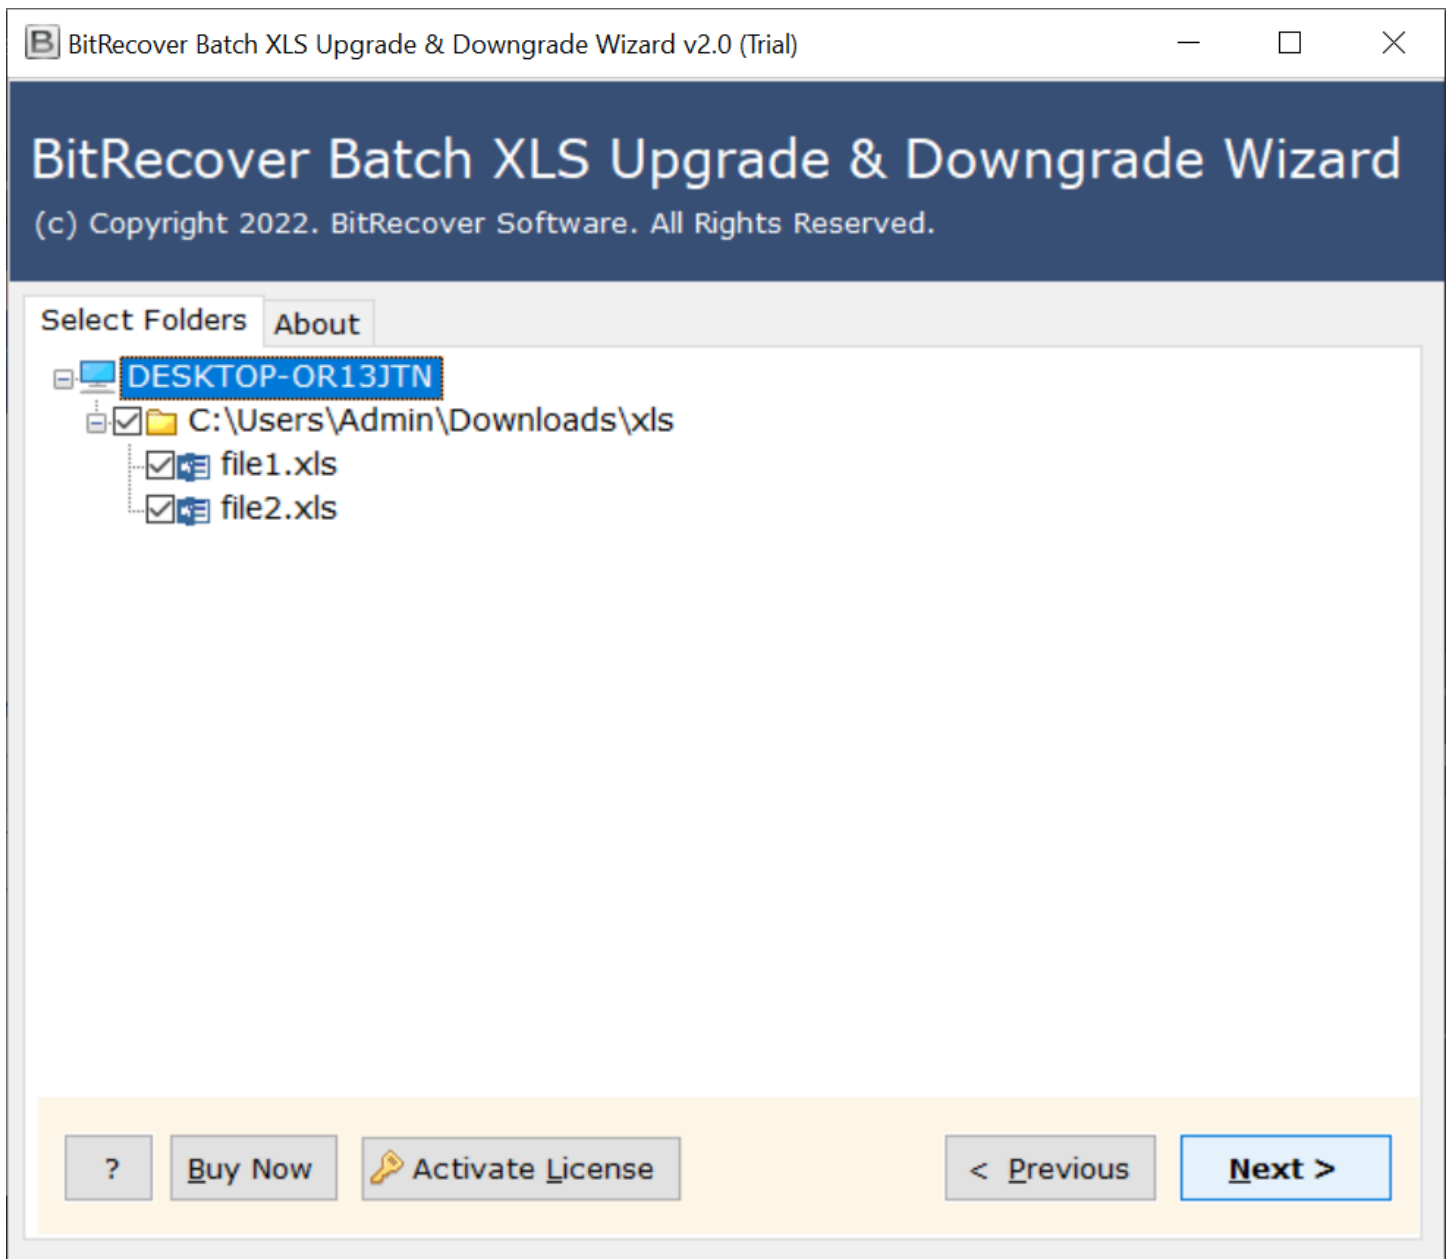 BitRecover Batch XLS Upgrade & Downgrade Wizard v2.0 (Trial)
BitRecover Batch XLS Upgrade & Downgrade Wizard
(c) Copyright 2022. BitRecover Software. All Rights Reserved.
Select Folders About
DESKTOP-OR13JTN
C:\Users\Admin\Downloads\xls
file1.xls
file2.xls
? Buy Now Activate License < Previous Next >